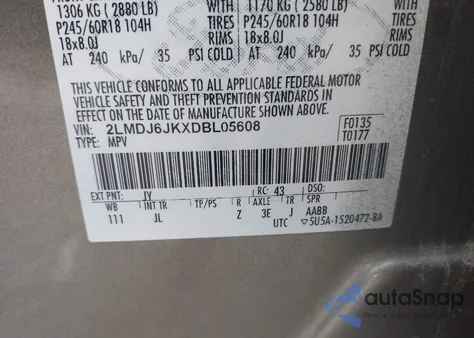 1306 KG ( 2880 LB) WITH 1170 KG ( 2580 LB) WITH
P245/60R18 104H TIRES P245/60R18 104H TIRES
18x8.0J RIMS 18x8.0J RIMS
AT 240 kPa/ 35 PSI COLD AT 240 kPa/ 35 PSI COLD
THIS VEHICLE CONFORMS TO ALL APPLICABLE FEDERAL MOTOR
VEHICLE SAFETY AND THEFT PREVENTION STANDARDS IN
EFFECT ON THE DATE OF MANUFACTURE SHOWN ABOVE.
VIN: 2LMDJ6JKXDBL05608 F0135
TYPE: MPV T0177
EXT PNT: JY RC: 43 DSO:
WB INT TR TP/PS R AXLE TR SPR
111 JL Z 3E J AABB
UTC ▽5U5A-1520472-BA
autoSnap